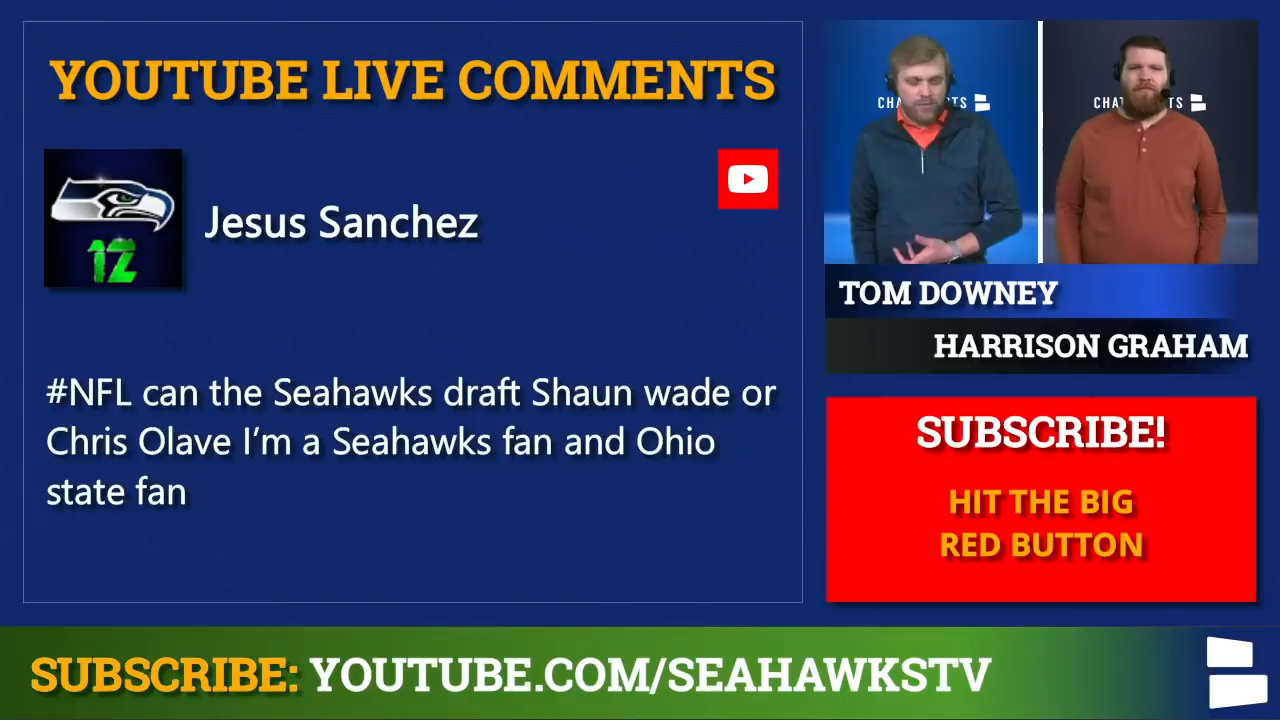 YOUTUBE LIVE COMMENTS
12
Jesus Sanchez
#NFL can the Seahawks draft Shaun wade or
Chris Olave I'm a Seahawks fan and Ohio
state fan
TOM DOWNEY
HARRISON GRAHAM
SUBSCRIBE!
HIT THE BIG
RED BUTTON
SUBSCRIBE: YOUTUBE.COM/SEAHAWKSTV